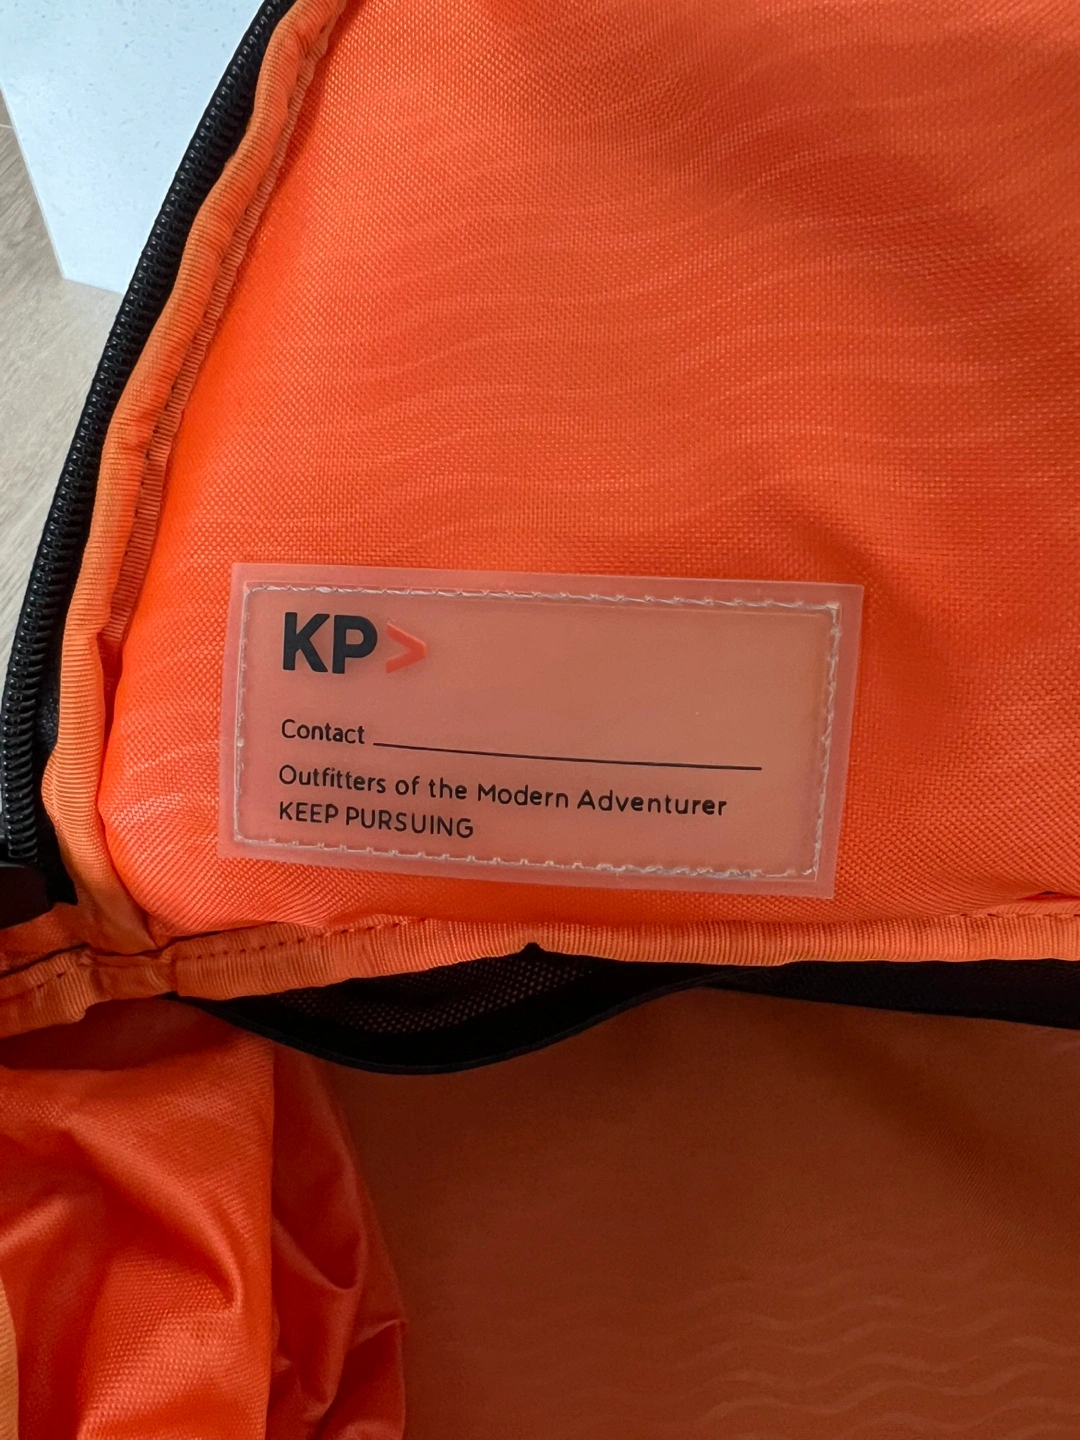 KP>
Contact
Outfitters of the Modern Adventurer
KEEP PURSUING